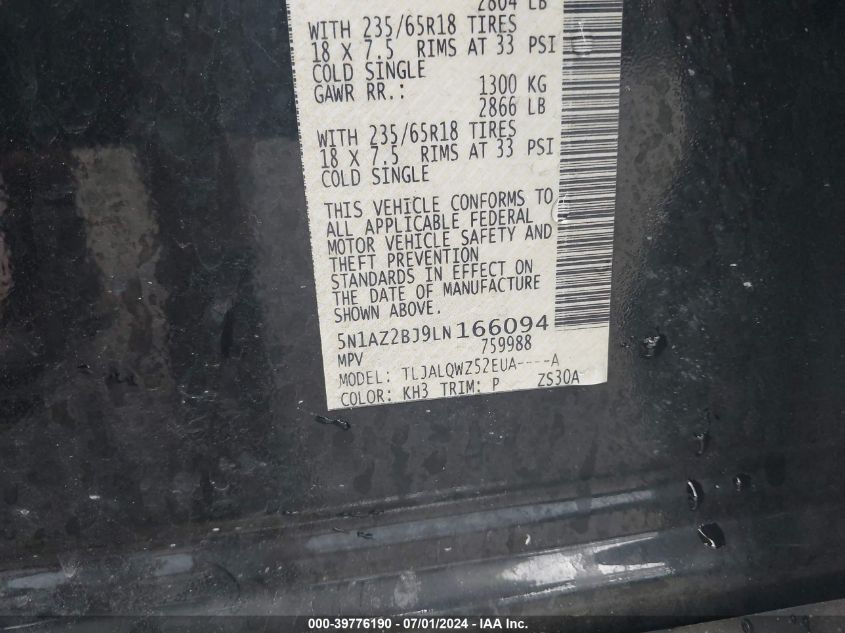 2804 LB
WITH 235/65R18 TIRES
18 X 7.5 RIMS AT 33 PSI
COLD SINGLE
GAWR RR.: 1300 KG
2866 LB
WITH 235/65R18 TIRES
18 X 7.5 RIMS AT 33 PSI
COLD SINGLE
THIS VEHICLE CONFORMS TO
ALL APPLICABLE FEDERAL
MOTOR VEHICLE SAFETY AND
THEFT PREVENTION
STANDARDS IN EFFECT ON
THE DATE OF MANUFACTURE
SHOWN ABOVE.
5N1AZ2BJ9LN166094
MPV 759988
MODEL: TLJALQWZ52EUA----A
COLOR: KH3 TRIM: P ZS30A
000-39776190 - 07/01/2024 - IAA Inc.